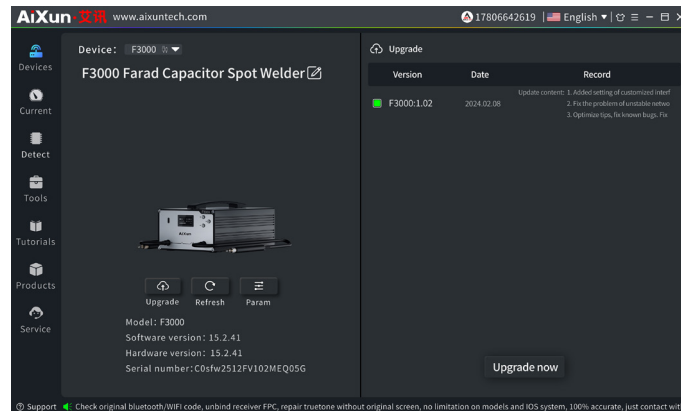 AiXun 艾讯 www.aixuntech.com
17806642619 | English ▼ |
Devices
Current
Detect
Tools
Tutorials
Products
Service
Device: F3000 ▼
F3000 Farad Capacitor Spot Welder
AiXun
Upgrade Refresh Param
Model: F3000
Software version: 15.2.41
Hardware version: 15.2.41
Serial number: C0sfw2512FV102MEQ05G
Upgrade
Version Date Record
F3000:1.02 2024.02.08
Update content: 1. Added setting of customized interf
2. Fix the problem of unstable netwo
3. Optimize tips, fix known bugs. Fix
Upgrade now
Support Check original bluetooth/WIFI code, unbind receiver FPC, repair truetone without original screen, no limitation on models and IOS system, 100% accurate, just contact wit